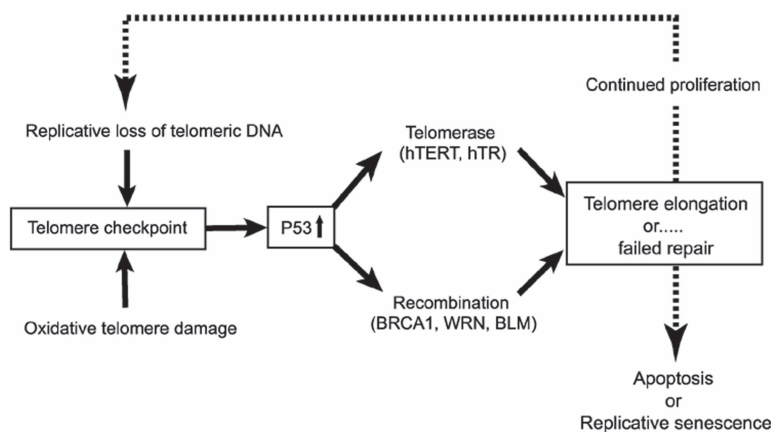 Continued proliferation
Replicative loss of telomeric DNA
Telomerase
(hTERT, hTR)
Telomere checkpoint
P53
Telomere elongation
or.....
failed repair
Recombination
(BRCA1, WRN, BLM)
Oxidative telomere damage
Apoptosis
or
Replicative senescence